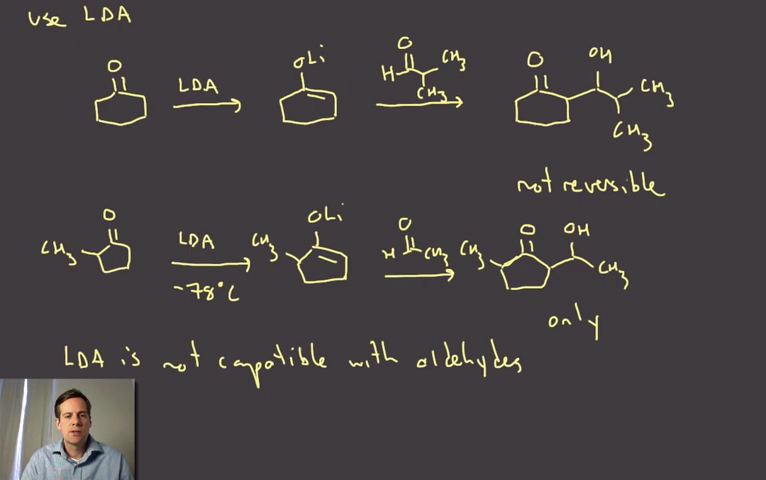 use LDA
O LDA OLi H O CH3 CH3 O OH CH3 CH3
not reversible
CH3 O LDA -78°C CH3 OLi H O CH3 CH3 O OH CH3
only
LDA is not compatible with aldehydes